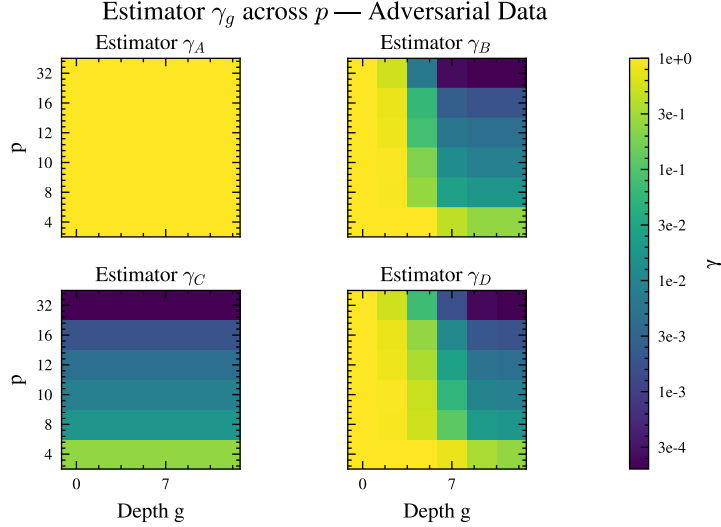 Estimator γ_g across p — Adversarial Data
Estimator γ_A
Estimator γ_B
32
16
12
10
8
4
p
1e+0
3e-1
1e-1
3e-2
1e-2
3e-3
1e-3
3e-4
γ
Estimator γ_C
Estimator γ_D
32
16
12
10
8
4
p
0
7
0
7
Depth g
Depth g